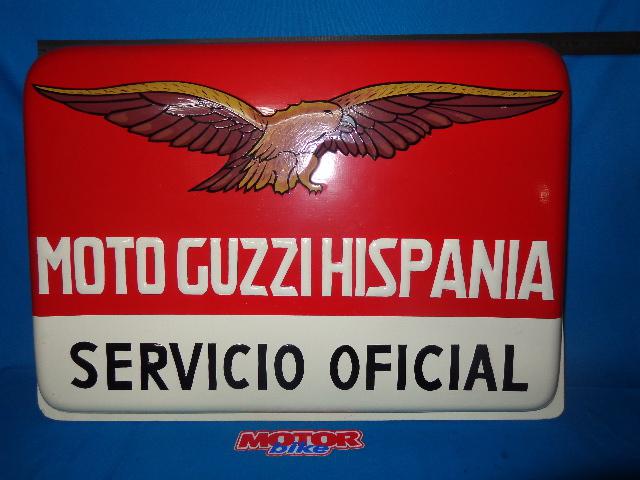 MOTO GUZZI HISPANIA
SERVICIO OFICIAL
MOTOR
bike